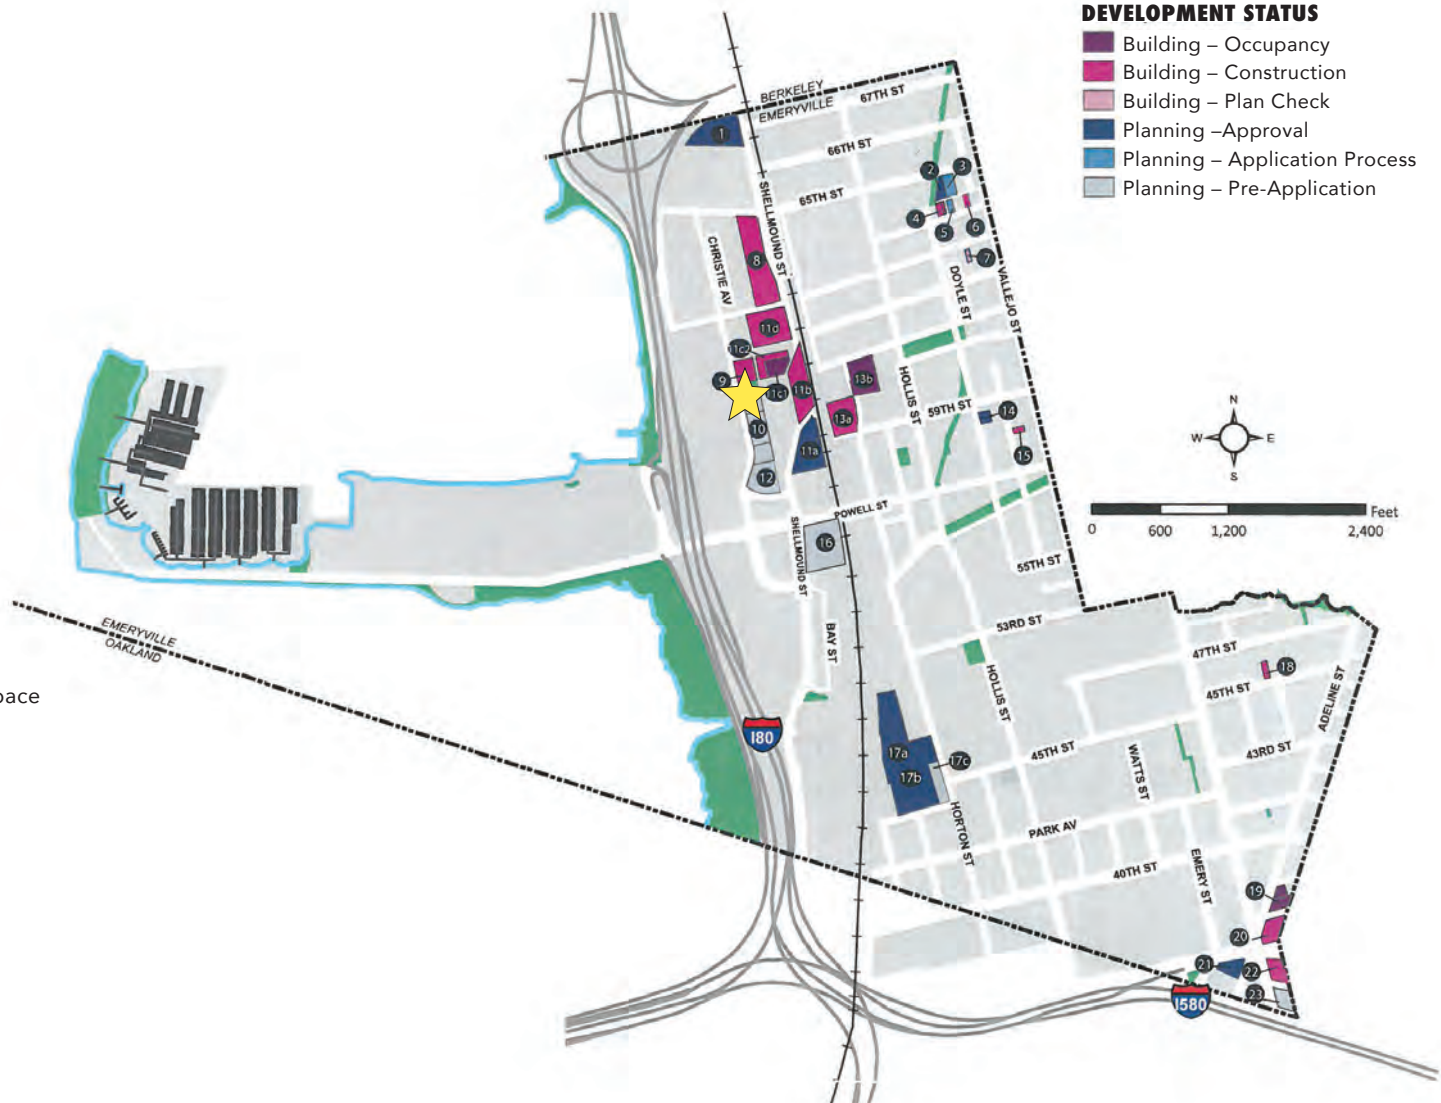 DEVELOPMENT STATUS
Building – Occupancy
Building – Construction
Building – Plan Check
Planning –Approval
Planning – Application Process
Planning – Pre-Application
BERKELEY
EMERYVILLE
67TH ST
66TH ST
65TH ST
SHELLMOUND ST
CHRISTIE AV
DOYLE ST
VALLEJO ST
HOLLIS ST
59TH ST
POWELL ST
SHELLMOUND ST
55TH ST
53RD ST
BAY ST
HOLLIS ST
47TH ST
45TH ST
ADELINE ST
43RD ST
45TH ST
WATTS ST
HORTON ST
PARK AV
40TH ST
EMERY ST
EMERYVILLE
OAKLAND
pace
I80
I580
1
2
3
4
5
6
7
8
11d
11c2
9
11c1
11b
13b
13a
10
11a
12
14
15
16
17a
17b
17c
18
19
20
21
22
23
N
W
E
S
Feet
0
600
1,200
2,400